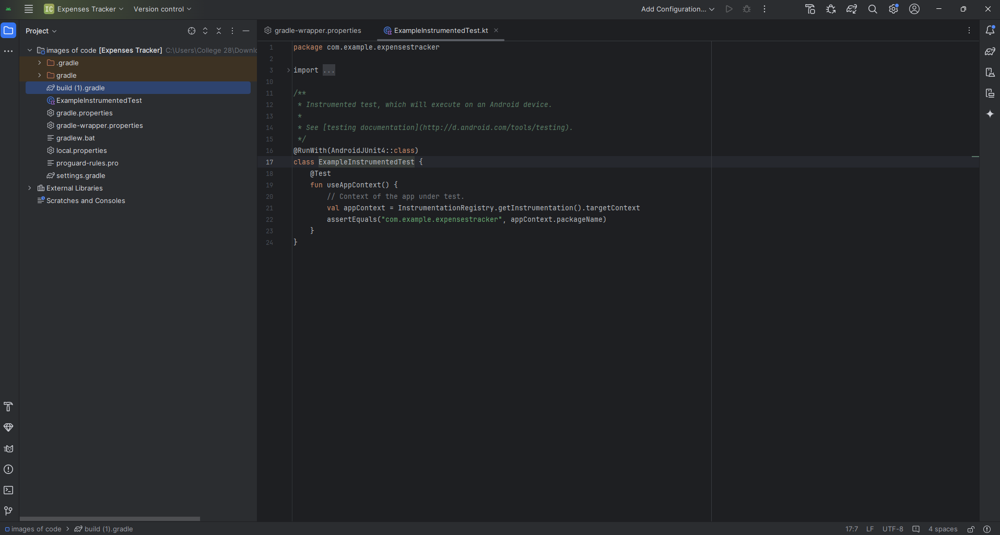 IC Expenses Tracker Version control Add Configuration...
Project
gradle-wrapper.properties ExampleInstrumentedTest.kt
images of code [Expenses Tracker] C:\Users\College 28\Downlo
.gradle
gradle
build (1).gradle
ExampleInstrumentedTest
gradle.properties
gradle-wrapper.properties
gradlew.bat
local.properties
proguard-rules.pro
settings.gradle
External Libraries
Scratches and Consoles
1 package com.example.expensestracker
2
3 import ...
10
11 /**
12 * Instrumented test, which will execute on an Android device.
13 *
14 * See [testing documentation](http://d.android.com/tools/testing).
15 */
16 @RunWith(AndroidJUnit4::class)
17 class ExampleInstrumentedTest {
18 @Test
19 fun useAppContext() {
20 // Context of the app under test.
21 val appContext = InstrumentationRegistry.getInstrumentation().targetContext
22 assertEquals("com.example.expensestracker", appContext.packageName)
23 }
24 }
images of code > build (1).gradle 17:7 LF UTF-8 4 spaces